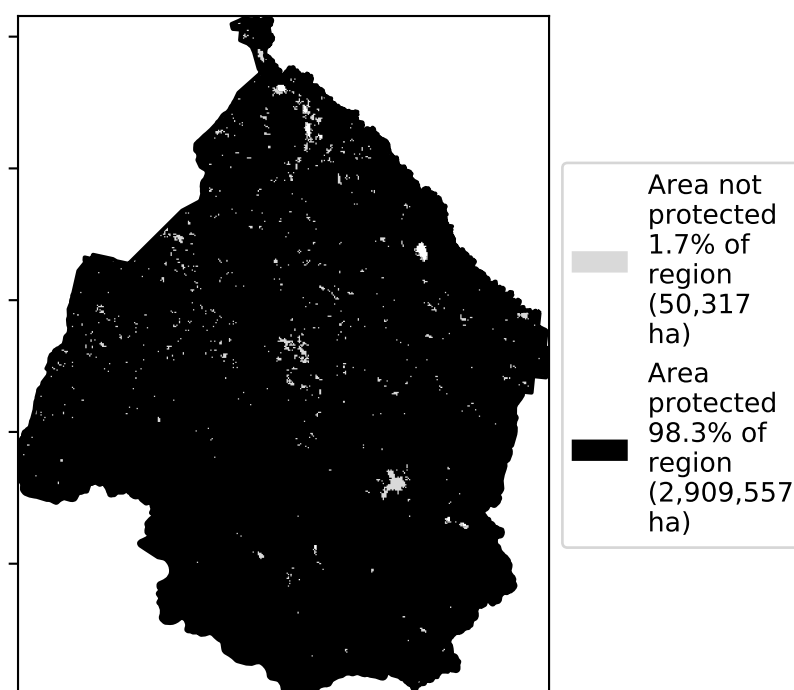 Area not
protected
1.7% of
region
(50,317
ha)
Area
protected
98.3% of
region
(2,909,557
ha)